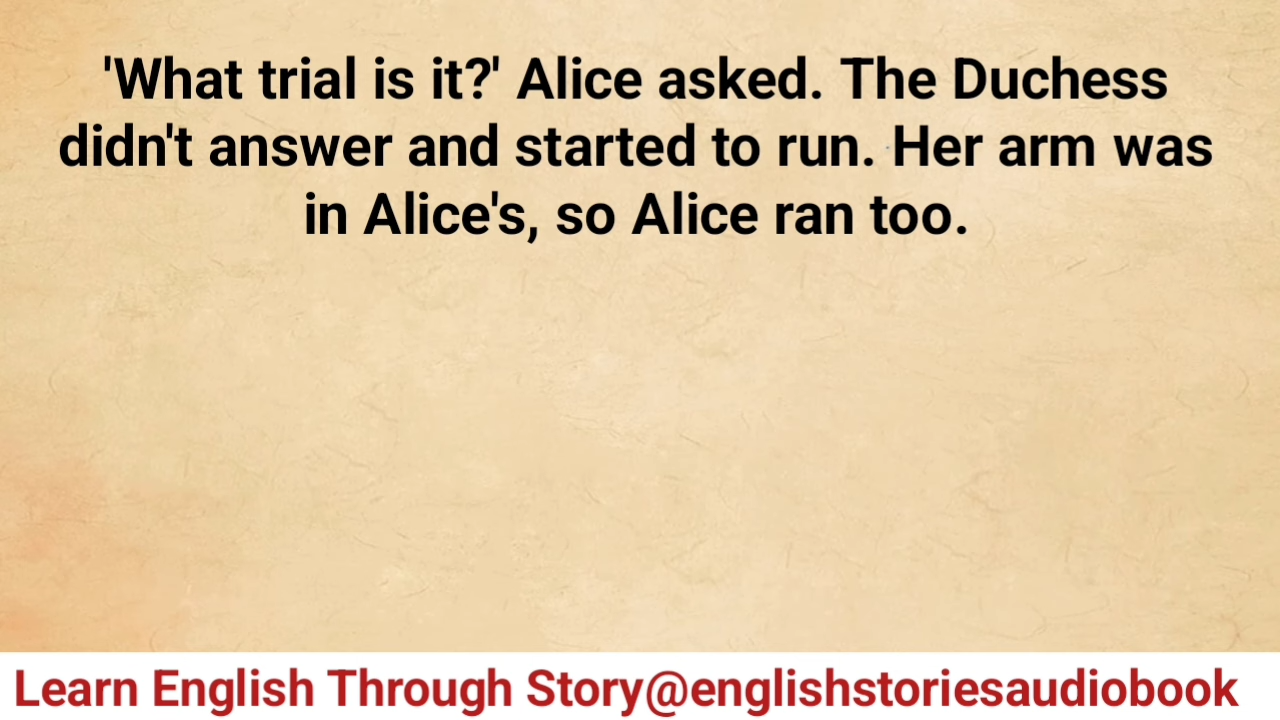 'What trial is it?' Alice asked. The Duchess
didn't answer and started to run. Her arm was
in Alice's, so Alice ran too.
Learn English Through Story@englishstoriesaudiobook